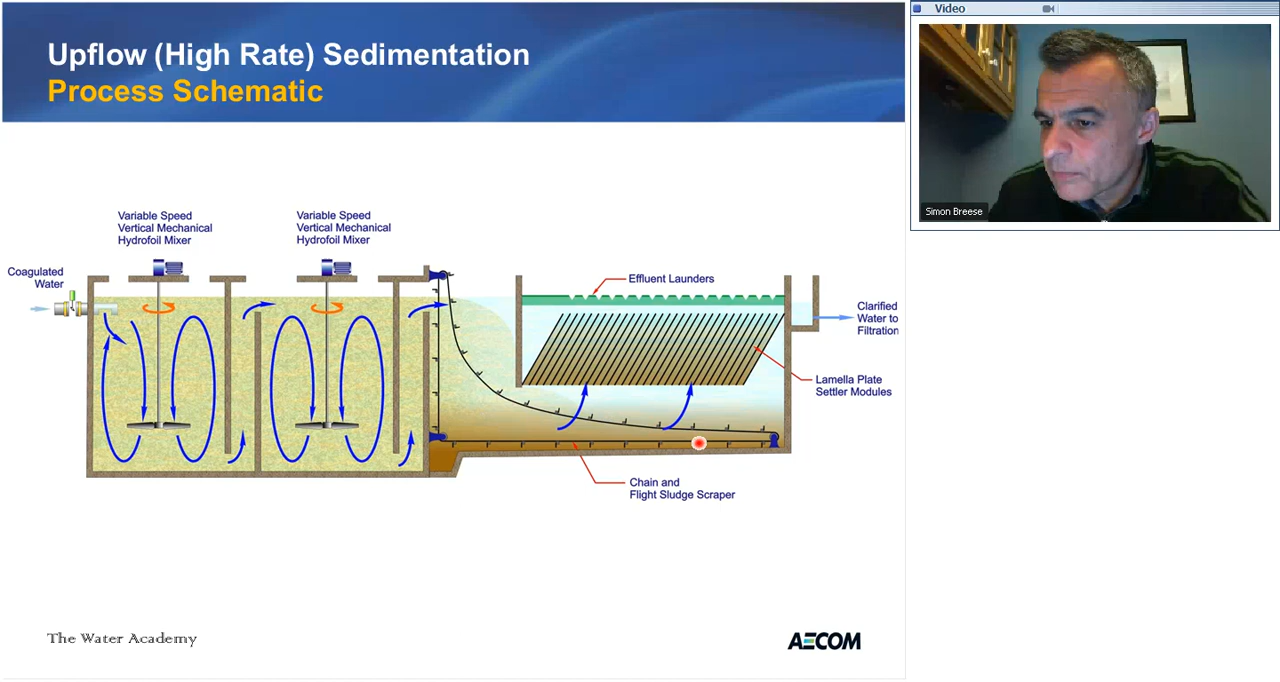 Upflow (High Rate) Sedimentation
Process Schematic
Variable Speed
Vertical Mechanical
Hydrofoil Mixer
Variable Speed
Vertical Mechanical
Hydrofoil Mixer
Coagulated
Water
Effluent Launders
Clarified
Water to
Filtration
Lamella Plate
Settler Modules
Chain and
Flight Sludge Scraper
The Water Academy
AECOM
Video
Simon Breese